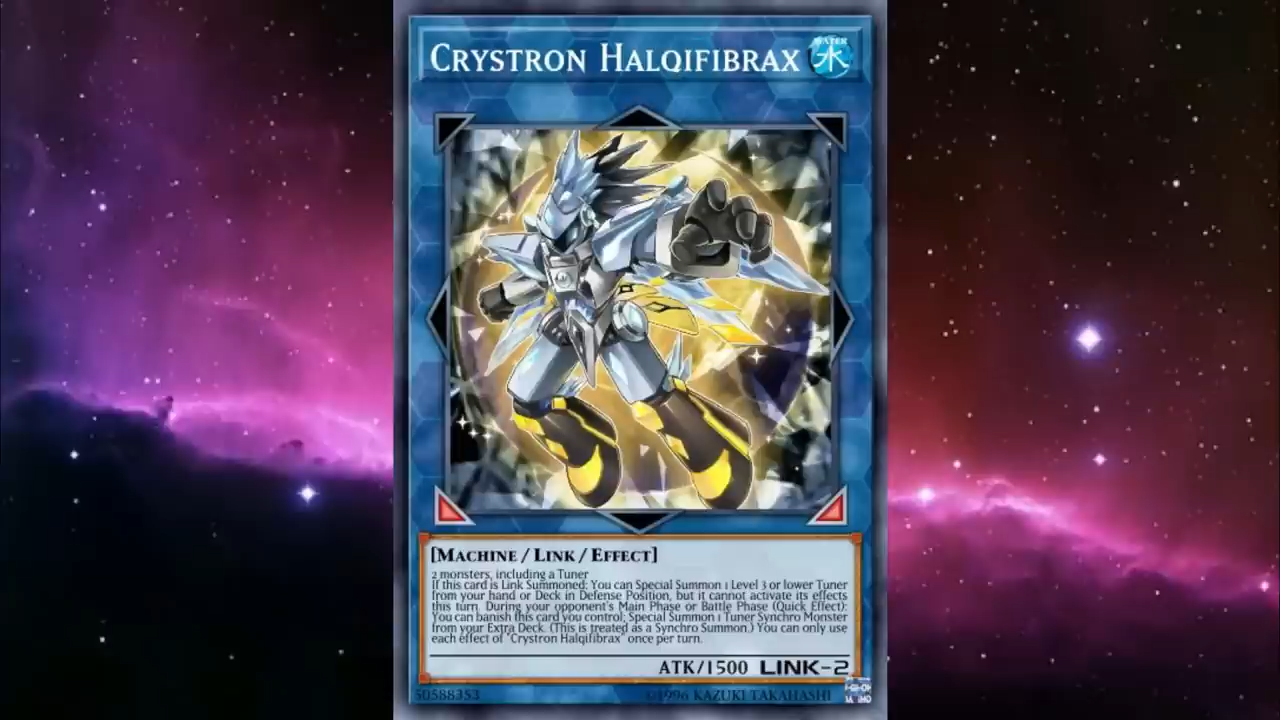 CRYSTRON HALQIFIBRAX
WATER
水
[MACHINE / LINK / EFFECT]
2 monsters, including a Tuner
If this card is Link Summoned: You can Special Summon 1 Level 3 or lower Tuner
from your hand or Deck in Defense Position, but it cannot activate its effects
this turn. During your opponent's Main Phase or Battle Phase (Quick Effect):
You can banish this card you control; Special Summon 1 Tuner Synchro Monster
from your Extra Deck. (This is treated as a Synchro Summon.) You can only use
each effect of "Crystron Halqifibrax" once per turn.
ATK/1500 LINK-2
50588353 ©1996 KAZUKI TAKAHASHI